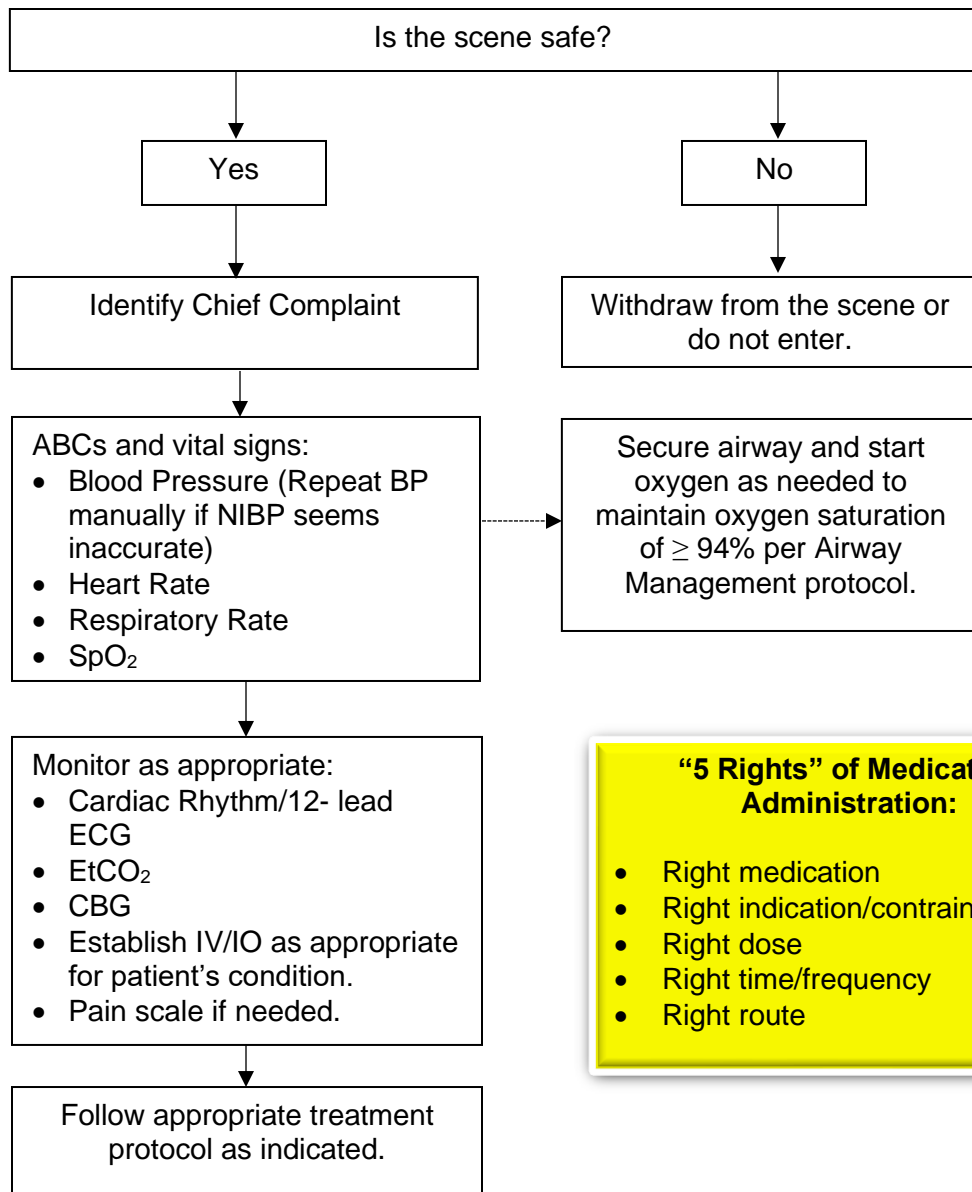 Is the scene safe?
Yes
No
Identify Chief Complaint
Withdraw from the scene or
do not enter.
ABCs and vital signs:
• Blood Pressure (Repeat BP
manually if NIBP seems
inaccurate)
• Heart Rate
• Respiratory Rate
• SpO₂
Secure airway and start
oxygen as needed to
maintain oxygen saturation
of ≥ 94% per Airway
Management protocol.
Monitor as appropriate:
• Cardiac Rhythm/12- lead
ECG
• EtCO₂
• CBG
• Establish IV/IO as appropriate
for patient’s condition.
• Pain scale if needed.
“5 Rights” of
Administration:
• Right medication
• Right
• Right dose
• Right time/frequency
• Right route
Follow appropriate treatment
protocol as indicated.